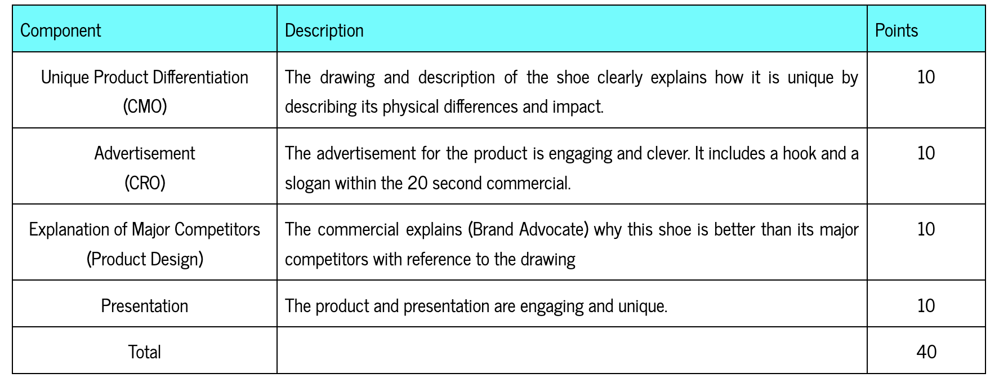 Component Description Points
Unique Product Differentiation The drawing and description of the shoe clearly explains how it is unique by 10
(CMO) describing its physical differences and impact.
Advertisement The advertisement for the product is engaging and clever. It includes a hook and a 10
(CRO) slogan within the 20 second commercial.
Explanation of Major Competitors The commercial explains (Brand Advocate) why this shoe is better than its major 10
(Product Design) competitors with reference to the drawing
Presentation The product and presentation are engaging and unique. 10
Total 40